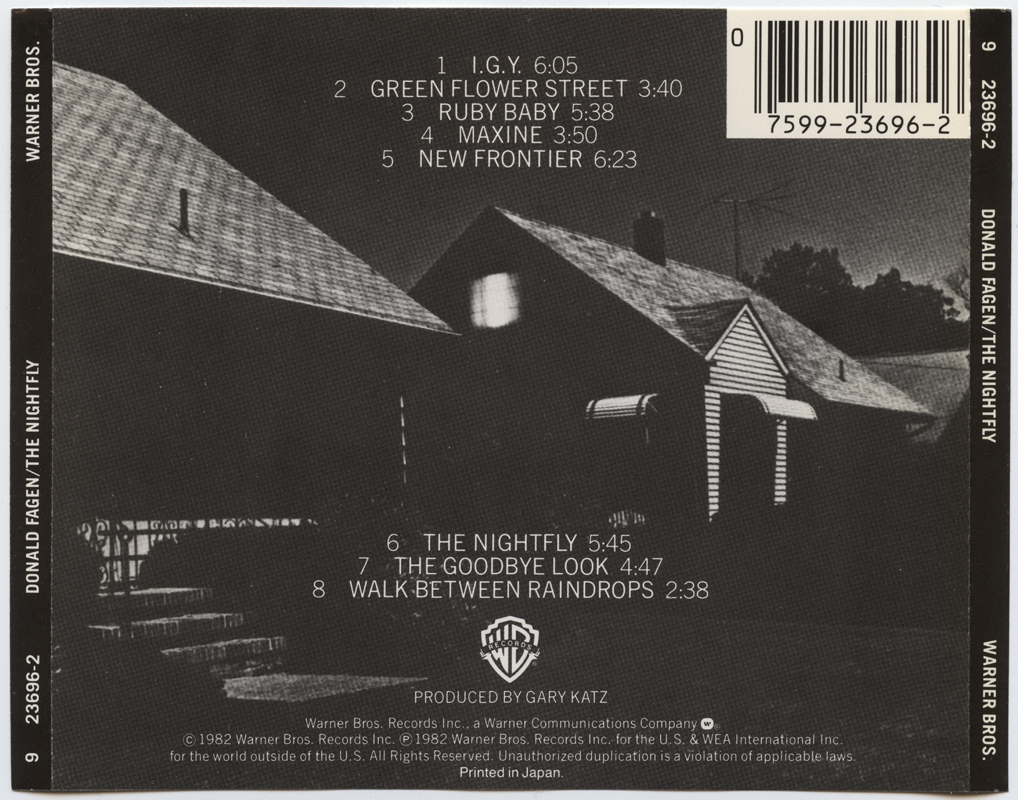 WARNER BROS.
DONALD FAGEN/THE NIGHTFLY
9 23696-2
1 I.G.Y. 6:05
2 GREEN FLOWER STREET 3:40
3 RUBY BABY 5:38
4 MAXINE 3:50
5 NEW FRONTIER 6:23
0
7599-23696-2
6 THE NIGHTFLY 5:45
7 THE GOODBYE LOOK 4:47
8 WALK BETWEEN RAINDROPS 2:38
RECORDS
PRODUCED BY GARY KATZ
Warner Bros. Records Inc., a Warner Communications Company
© 1982 Warner Bros. Records Inc. ℗ 1982 Warner Bros. Records Inc. for the U.S. & WEA International Inc.
for the world outside of the U.S. All Rights Reserved. Unauthorized duplication is a violation of applicable laws.
Printed in Japan.
9 23696-2
DONALD FAGEN/THE NIGHTFLY
WARNER BROS.